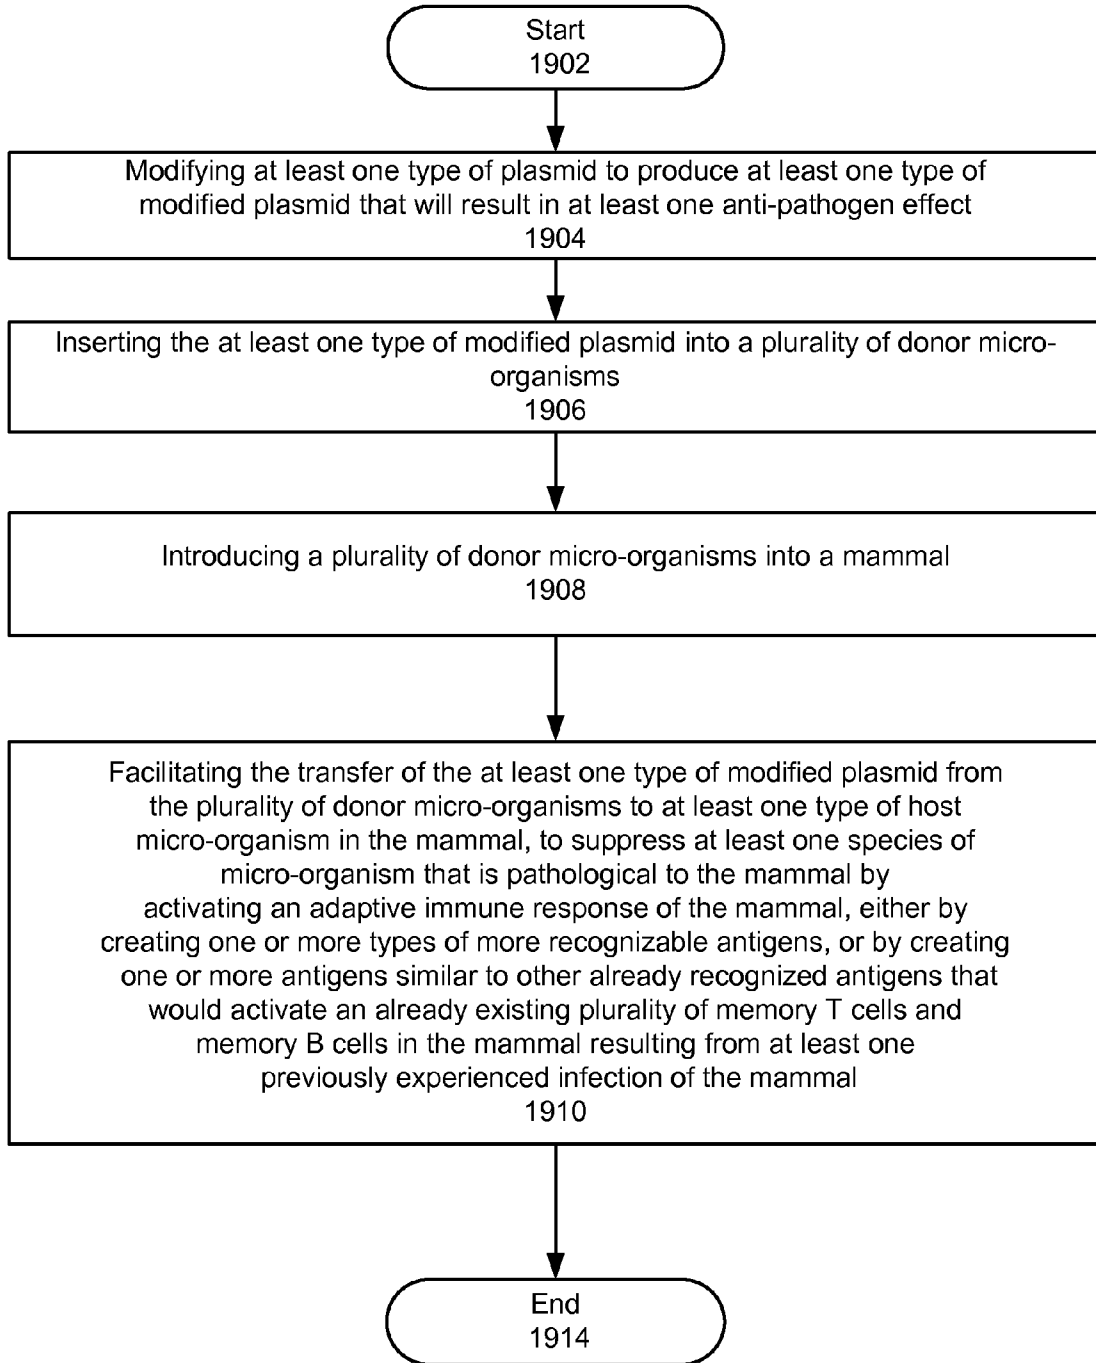 Start
1902
Modifying at least one type of plasmid to produce at least one type of
modified plasmid that will result in at least one anti-pathogen effect
1904
Inserting the at least one type of modified plasmid into a plurality of donor micro-
organisms
1906
Introducing a plurality of donor micro-organisms into a mammal
1908
Facilitating the transfer of the at least one type of modified plasmid from
the plurality of donor micro-organisms to at least one type of host
micro-organism in the mammal, to suppress at least one species of
micro-organism that is pathological to the mammal by
activating an adaptive immune response of the mammal, either by
creating one or more types of more recognizable antigens, or by creating
one or more antigens similar to other already recognized antigens that
would activate an already existing plurality of memory T cells and
memory B cells in the mammal resulting from at least one
previously experienced infection of the mammal
1910
End
1914